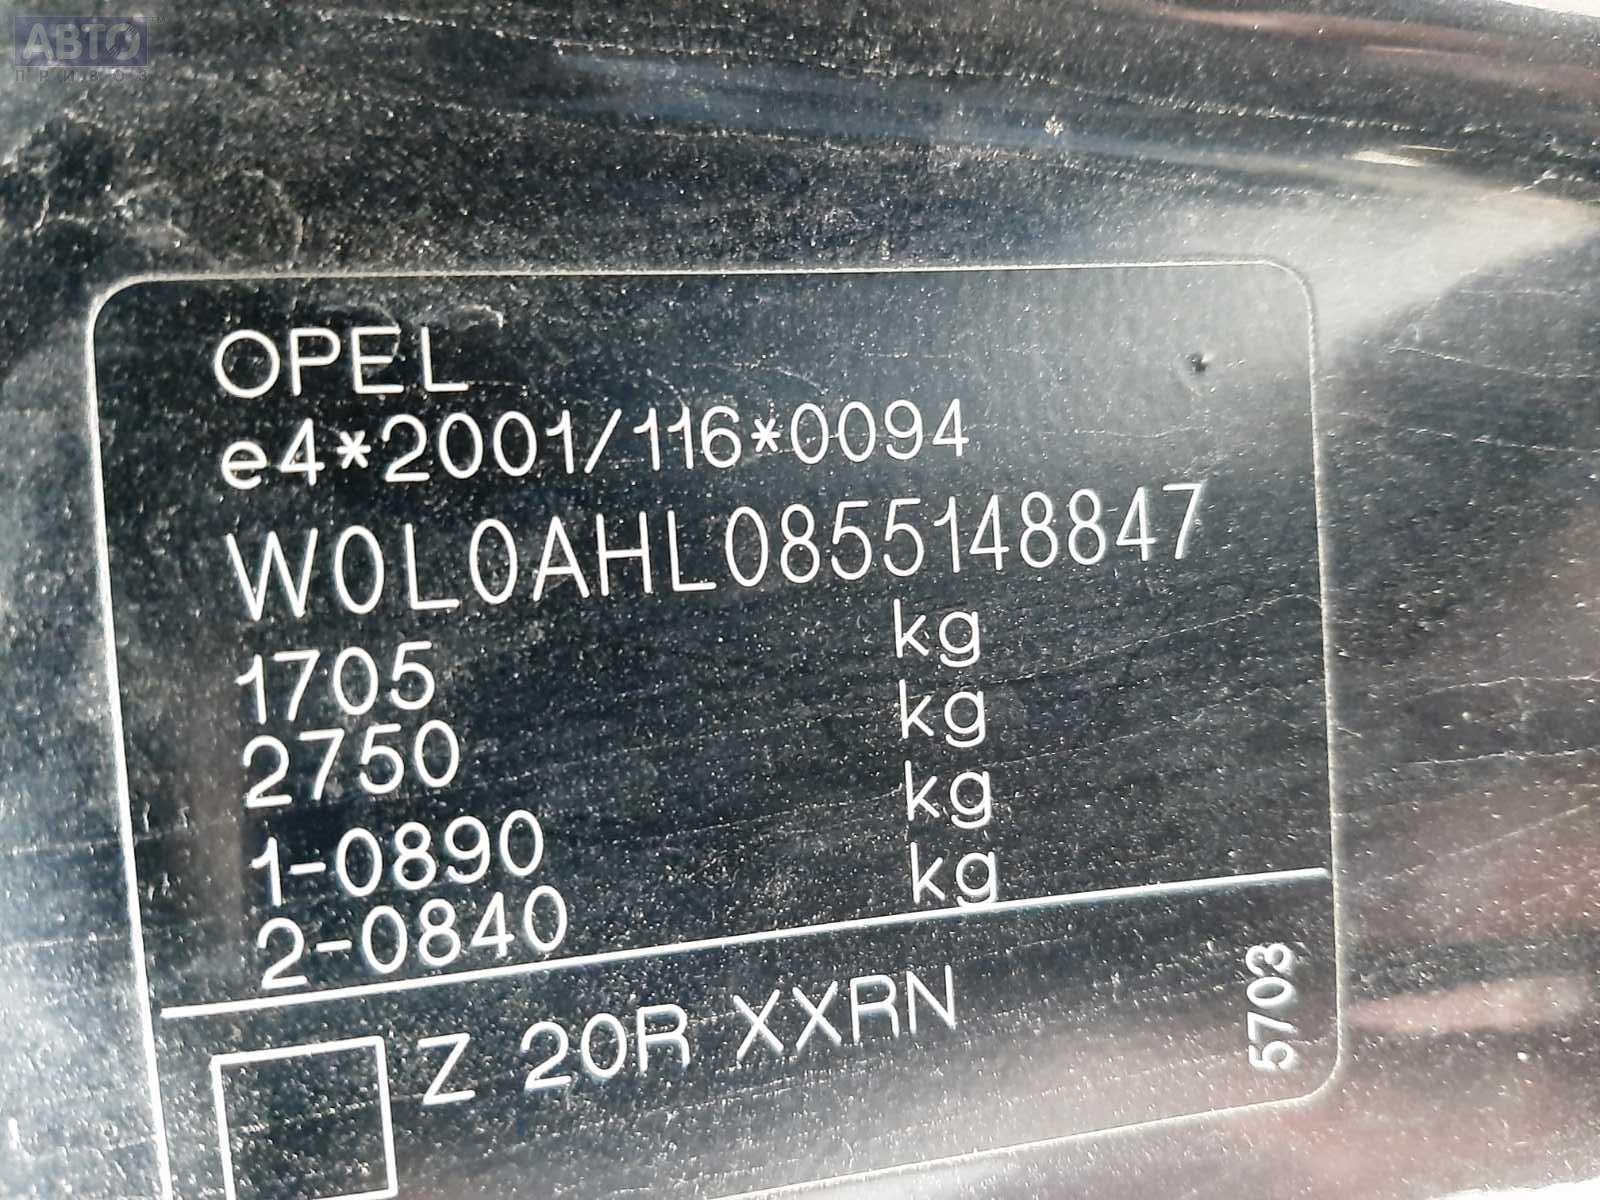 АВТО
ПРИВОЗ
OPEL
e4*2001/116*0094
W0L0AHL0855148847
1705 kg
2750 kg
1-0890 kg
2-0840 kg
Z 20R XXRN
5703